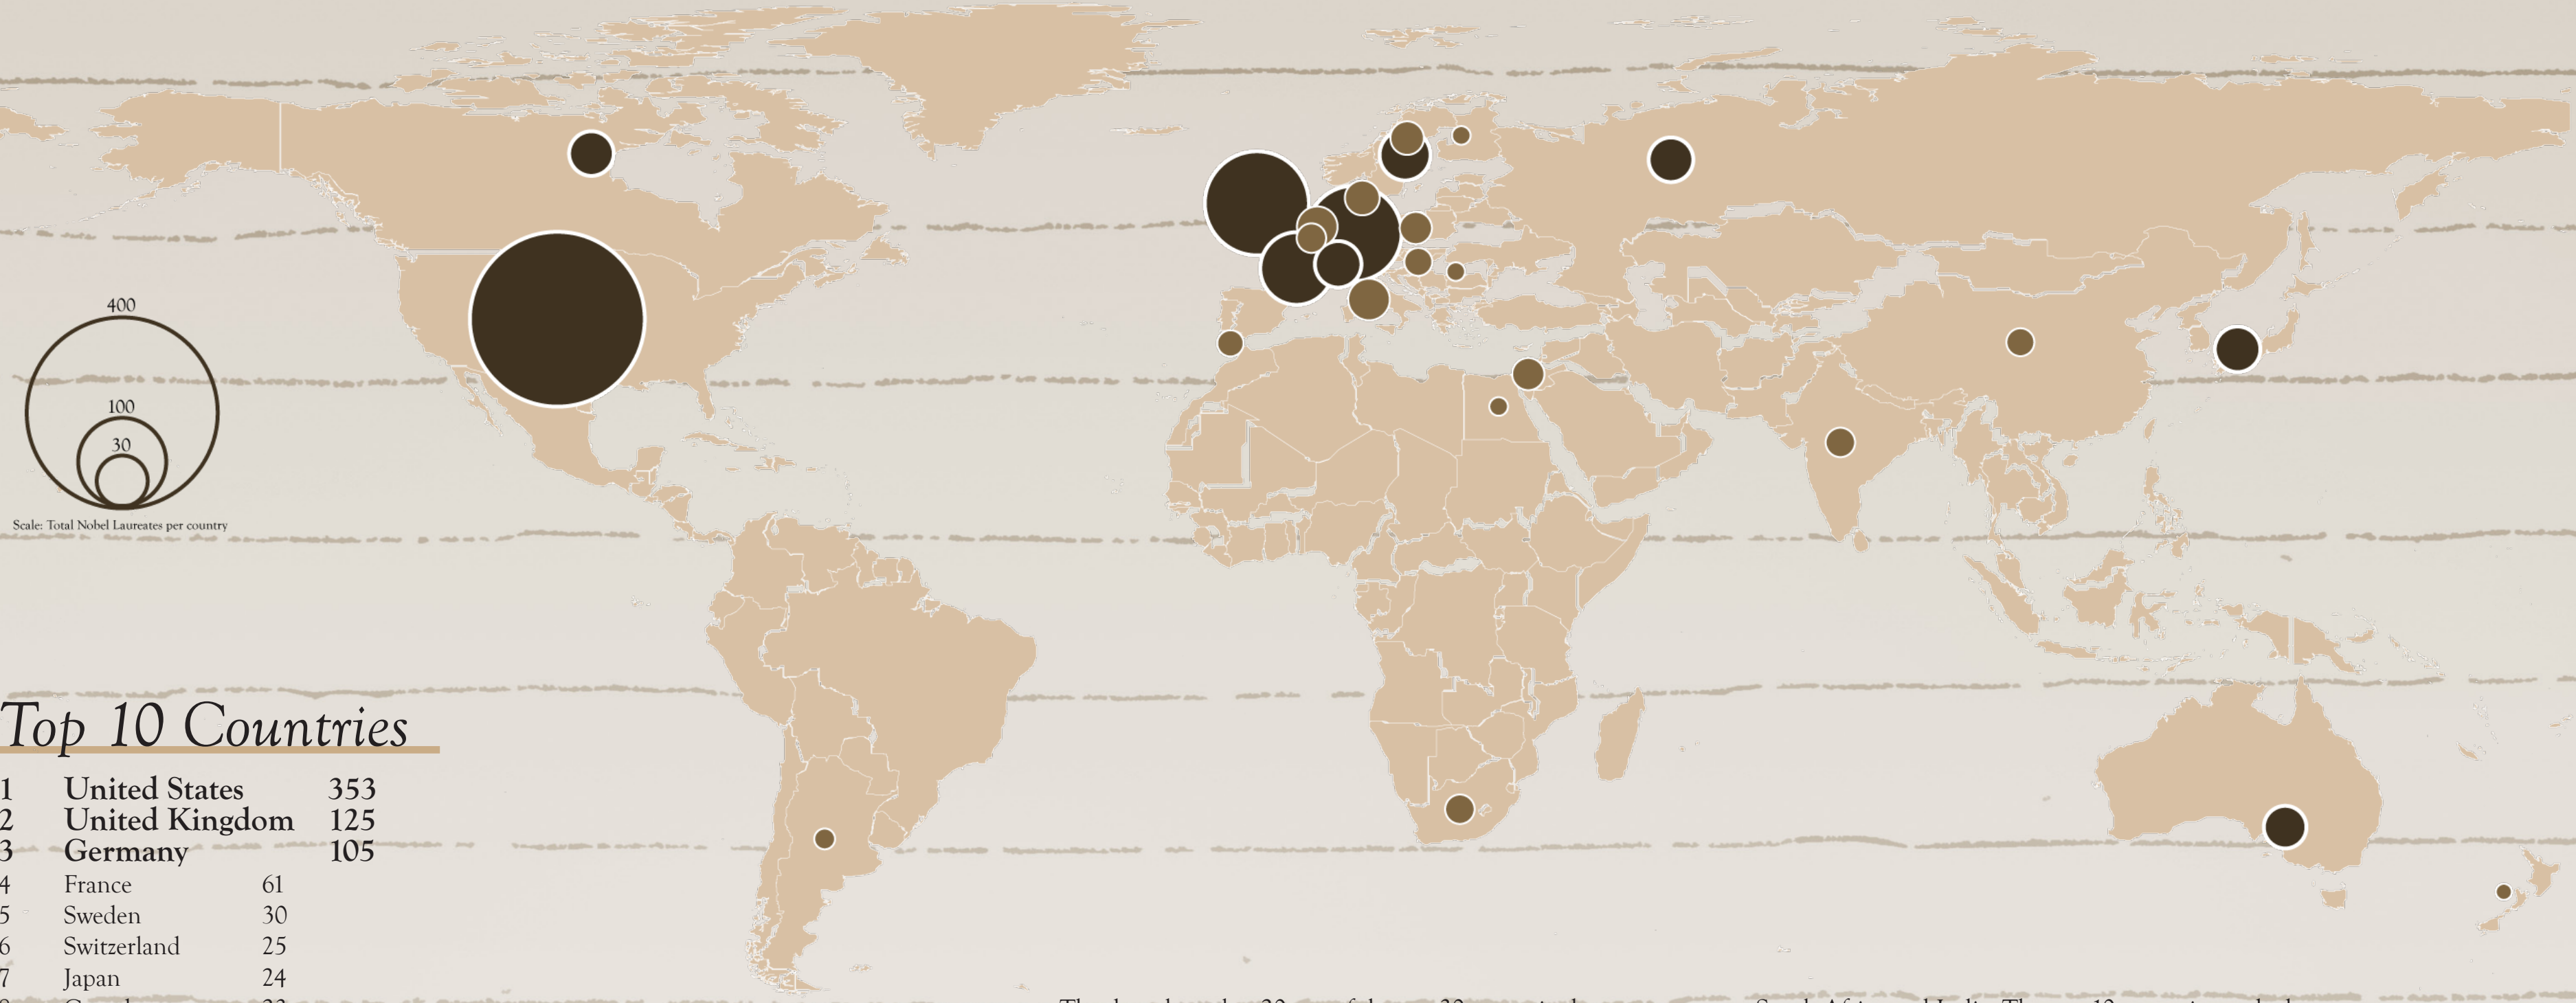 400
100
30
Scale: Total Nobel Laureates per country
Top 10 Countries
1 United States 353
2 United Kingdom 125
3 Germany 105
4 France 61
5 Sweden 30
6 Switzerland 25
7 Japan 24